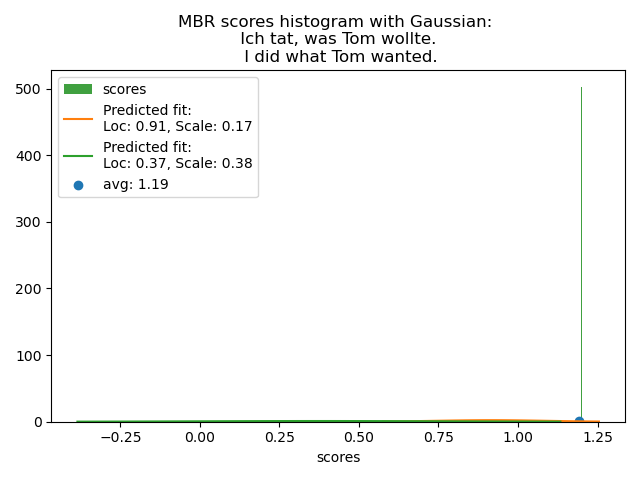 MBR scores histogram with Gaussian:
Ich tat, was Tom wollte.
I did what Tom wanted.
500
400
300
200
100
0
scores
Predicted fit:
Loc: 0.91, Scale: 0.17
Predicted fit:
Loc: 0.37, Scale: 0.38
avg: 1.19
−0.25 0.00 0.25 0.50 0.75 1.00 1.25
scores